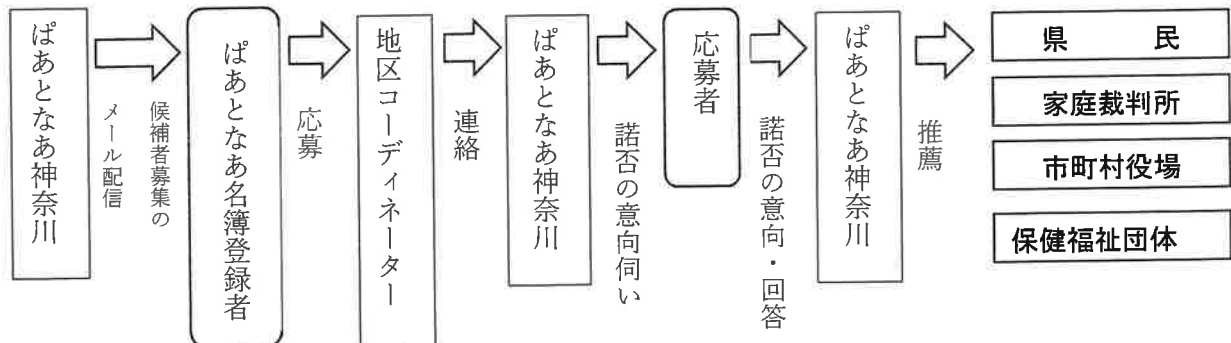 ぱあとなあ神奈川
候補者募集の
メール配信
ぱあとなあ名簿登録者
応募
地区コーディネーター
連絡
ぱあとなあ神奈川
諾否の意向伺い
応募者
諾否の意向・回答
ぱあとなあ神奈川
推薦
県　　民
家庭裁判所
市町村役場
保健福祉団体